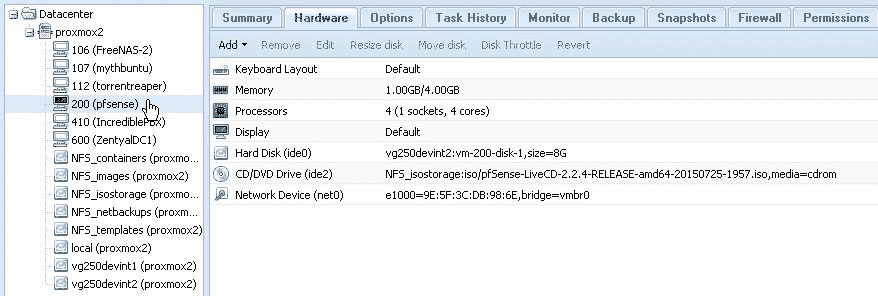 Datacenter
proxmox2
106 (FreeNAS-2)
107 (mythbuntu)
112 (torrentreaper)
200 (pfsense)
410 (IncrediblePBX)
600 (ZentyalDC1)
NFS_containers (proxmo...
NFS_images (proxmox2)
NFS_isostorage (proxmo...
NFS_netbackups (proxmo...
NFS_templates (proxmox2)
local (proxmox2)
vg250devint1 (proxmox2)
vg250devint2 (proxmox2)
Summary Hardware Options Task History Monitor Backup Snapshots Firewall Permissions
Add Remove Edit Resize disk Move disk Disk Throttle Revert
Keyboard Layout Default
Memory 1.00GB/4.00GB
Processors 4 (1 sockets, 4 cores)
Display Default
Hard Disk (ide0) vg250devint2:vm-200-disk-1,size=8G
CD/DVD Drive (ide2) NFS_isostorage:iso/pfSense-LiveCD-2.2.4-RELEASE-amd64-20150725-1957.iso,media=cdrom
Network Device (net0) e1000=9E:5F:3C:DB:98:6E,bridge=vmbr0